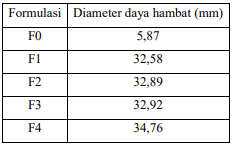 Formulasi Diameter daya hambat (mm)
F0 5,87
F1 32,58
F2 32,89
F3 32,92
F4 34,76